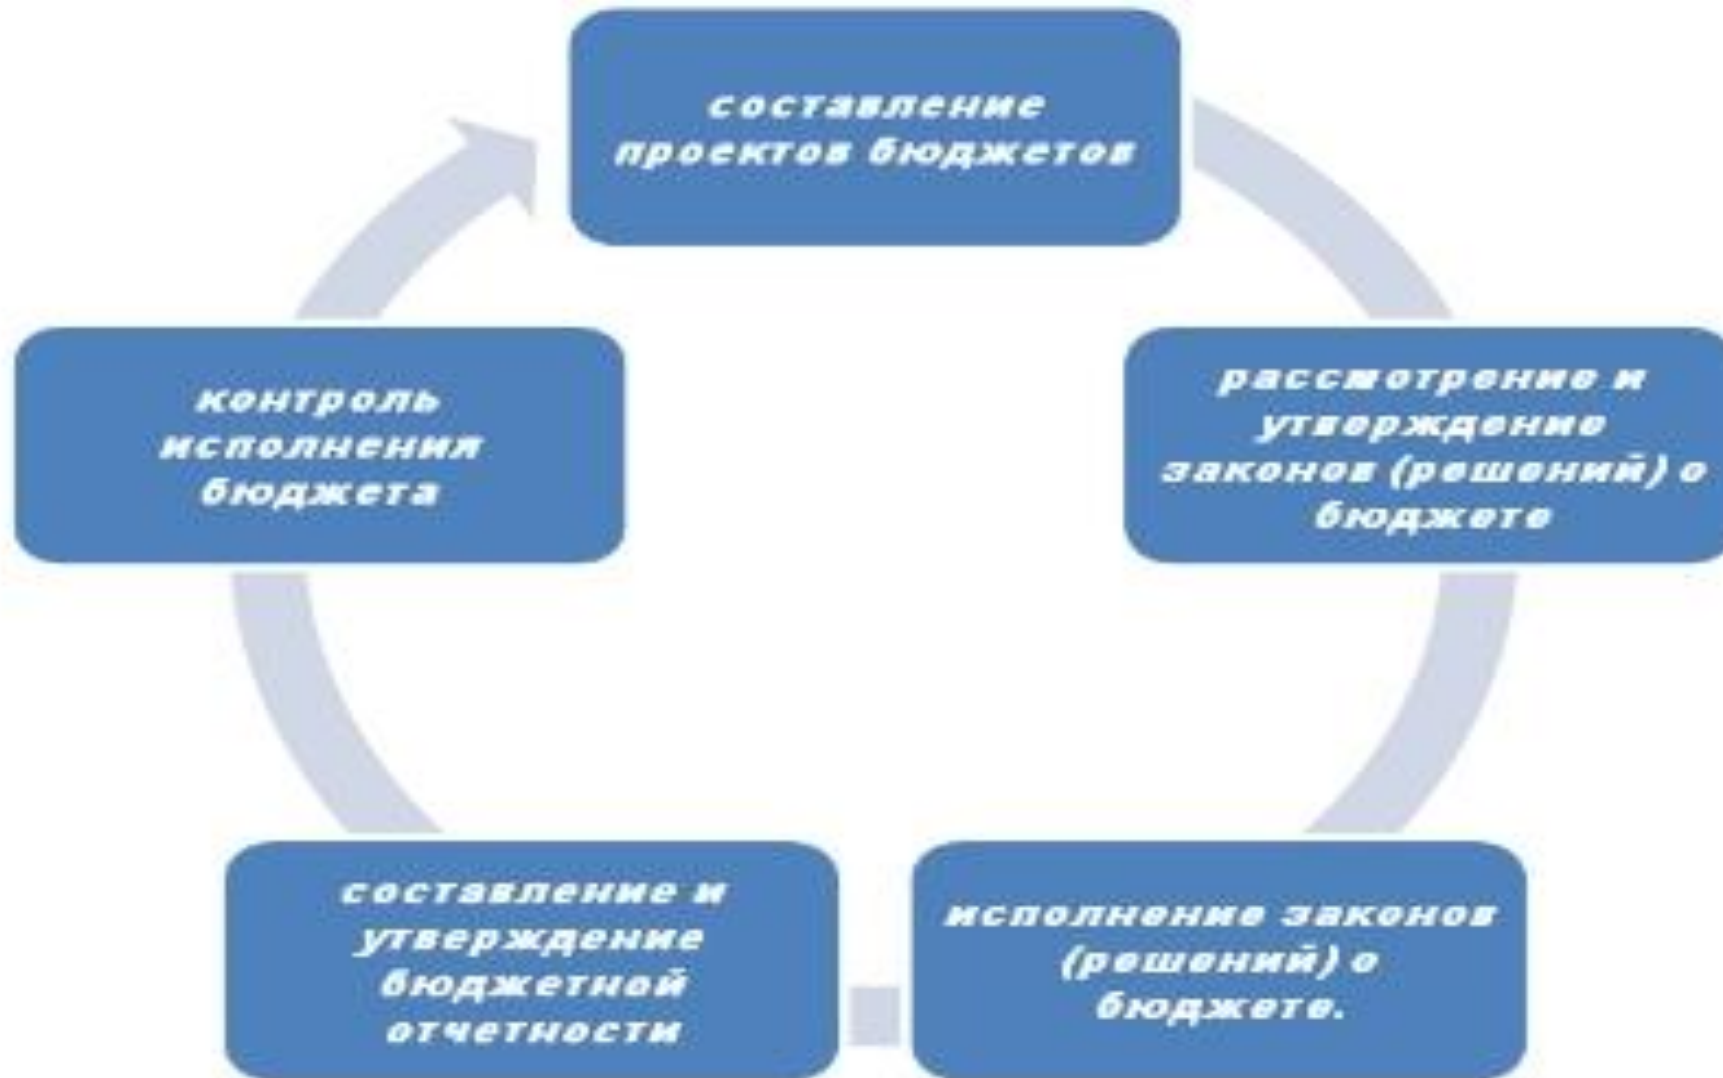 составление
проектов бюджетов
рассмотрение и
утверждение
законов (решений) о
бюджете
исполнение законов
(решений) о
бюджете.
составление и
утверждение
бюджетной
отчетности
контроль
исполнения
бюджета